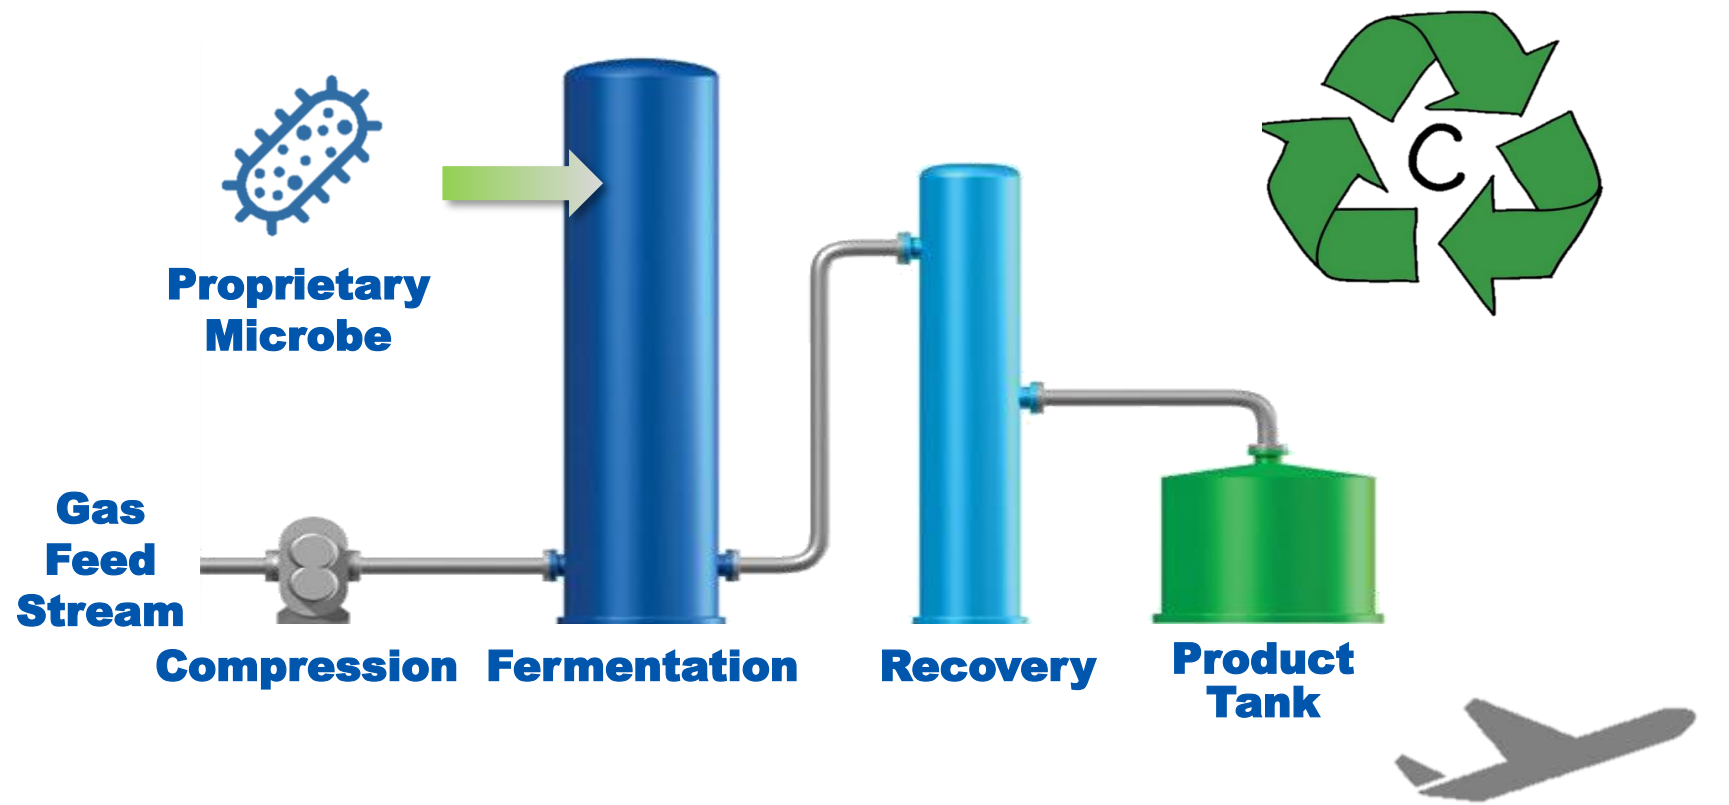 C
Proprietary
Microbe
Gas
Feed
Stream
Compression
Fermentation
Recovery
Product
Tank